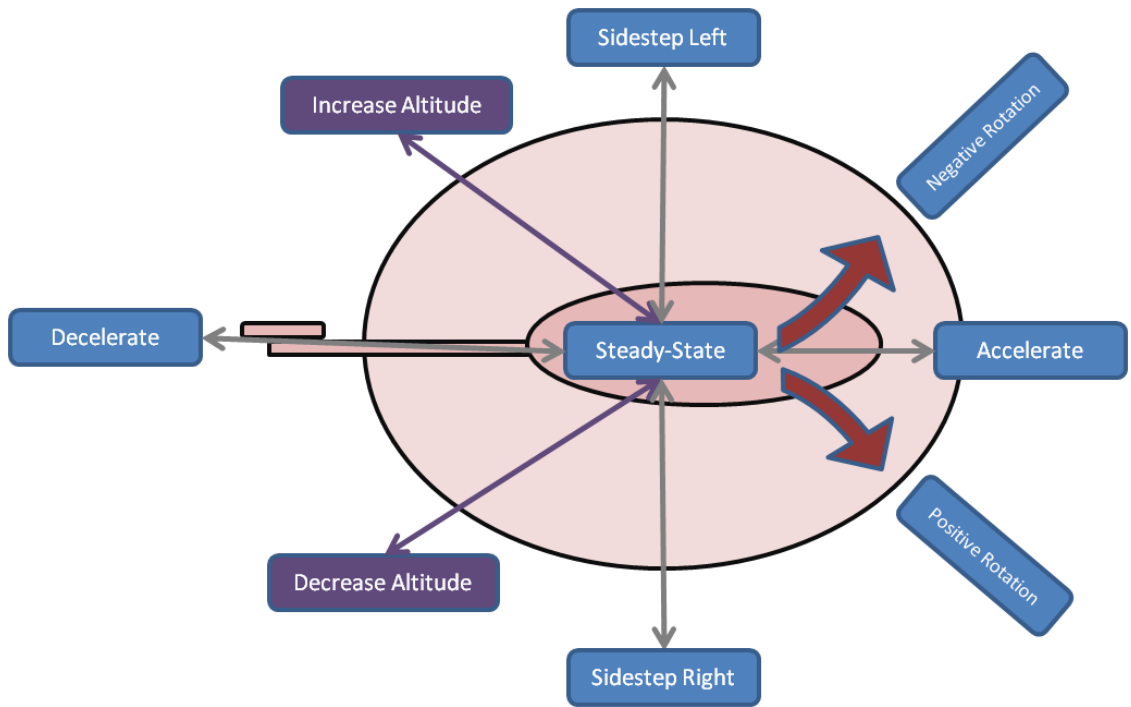 Sidestep Left
Increase Altitude
Negative Rotation
Decelerate
Steady-State
Accelerate
Decrease Altitude
Positive Rotation
Sidestep Right